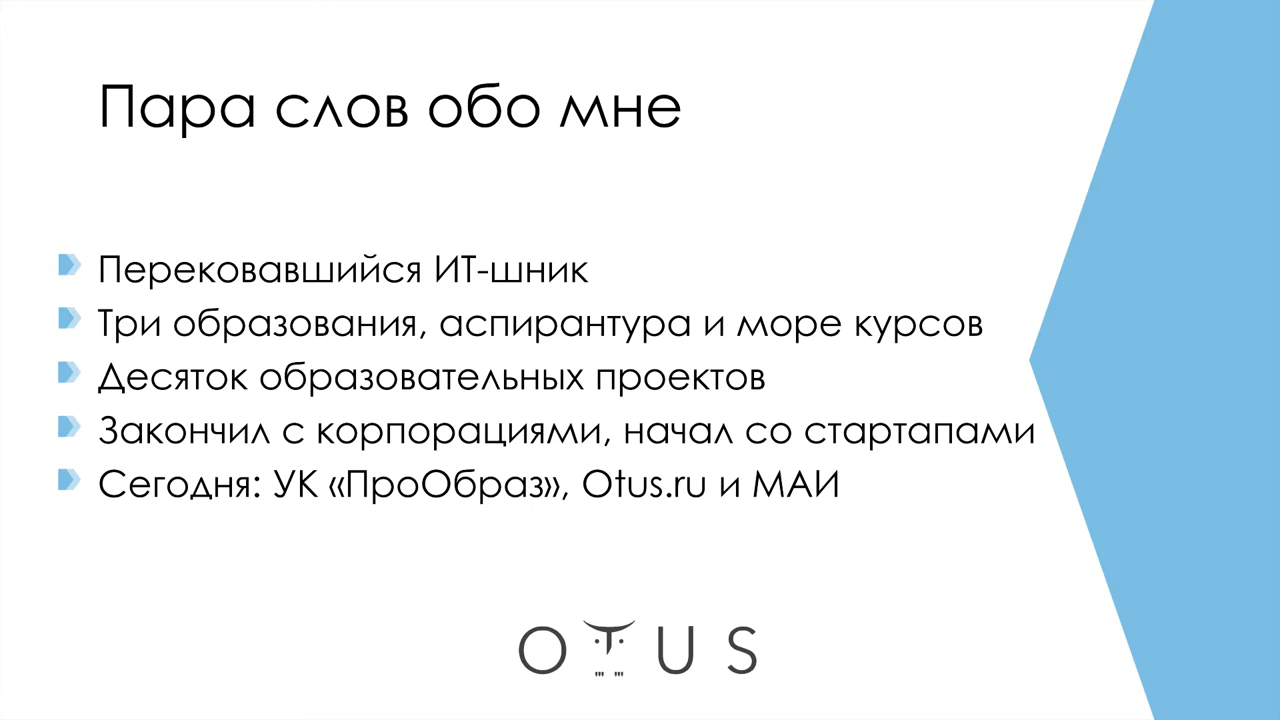 Пара слов обо мне
Перековавшийся ИТ-шник
Три образования, аспирантура и море курсов
Десяток образовательных проектов
Закончил с корпорациями, начал со стартапами
Сегодня: УК «ПроОбраз», Otus.ru и МАИ
OTUS